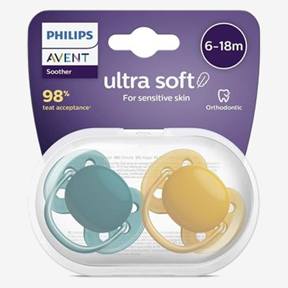 PHILIPS
AVENT
Soother
98%
teat acceptance*
6-18m
ultra soft
For sensitive skin
Orthodontic